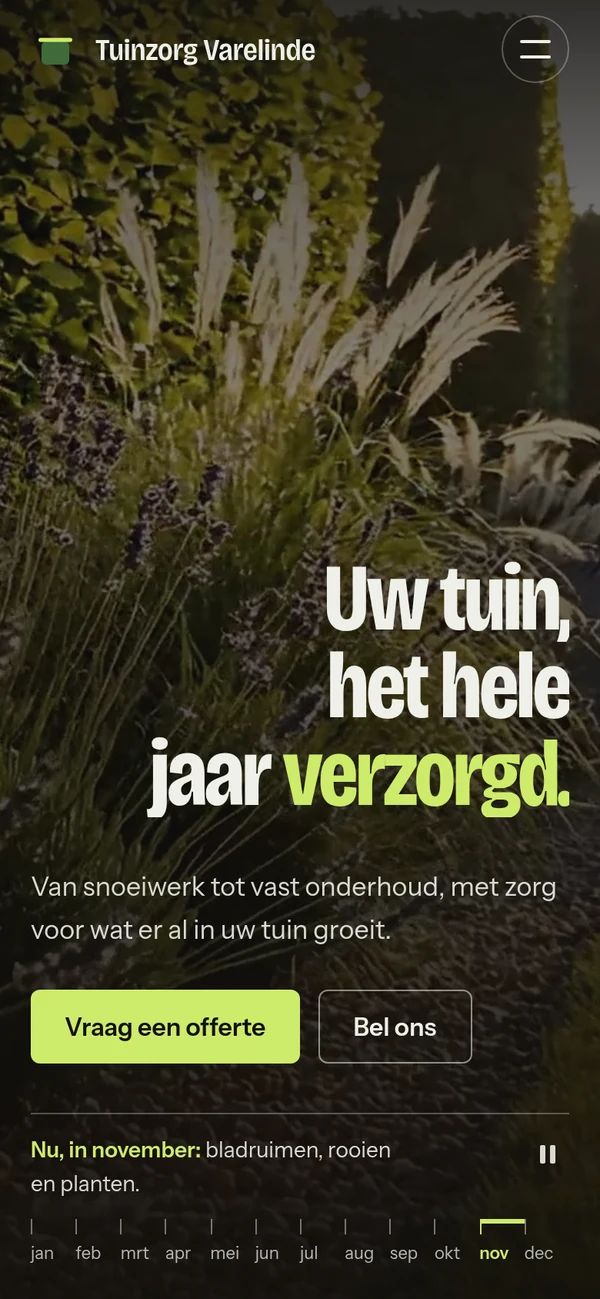 Tuinzorg Varelinde
Uw tuin,
het hele
jaar verzorgd.
Van snoeiwerk tot vast onderhoud, met zorg
voor wat er al in uw tuin groeit.
Vraag een offerte
Bel ons
Nu, in november: bladruimen, rooien
en planten.
jan feb mrt apr mei jun jul aug sep okt nov dec